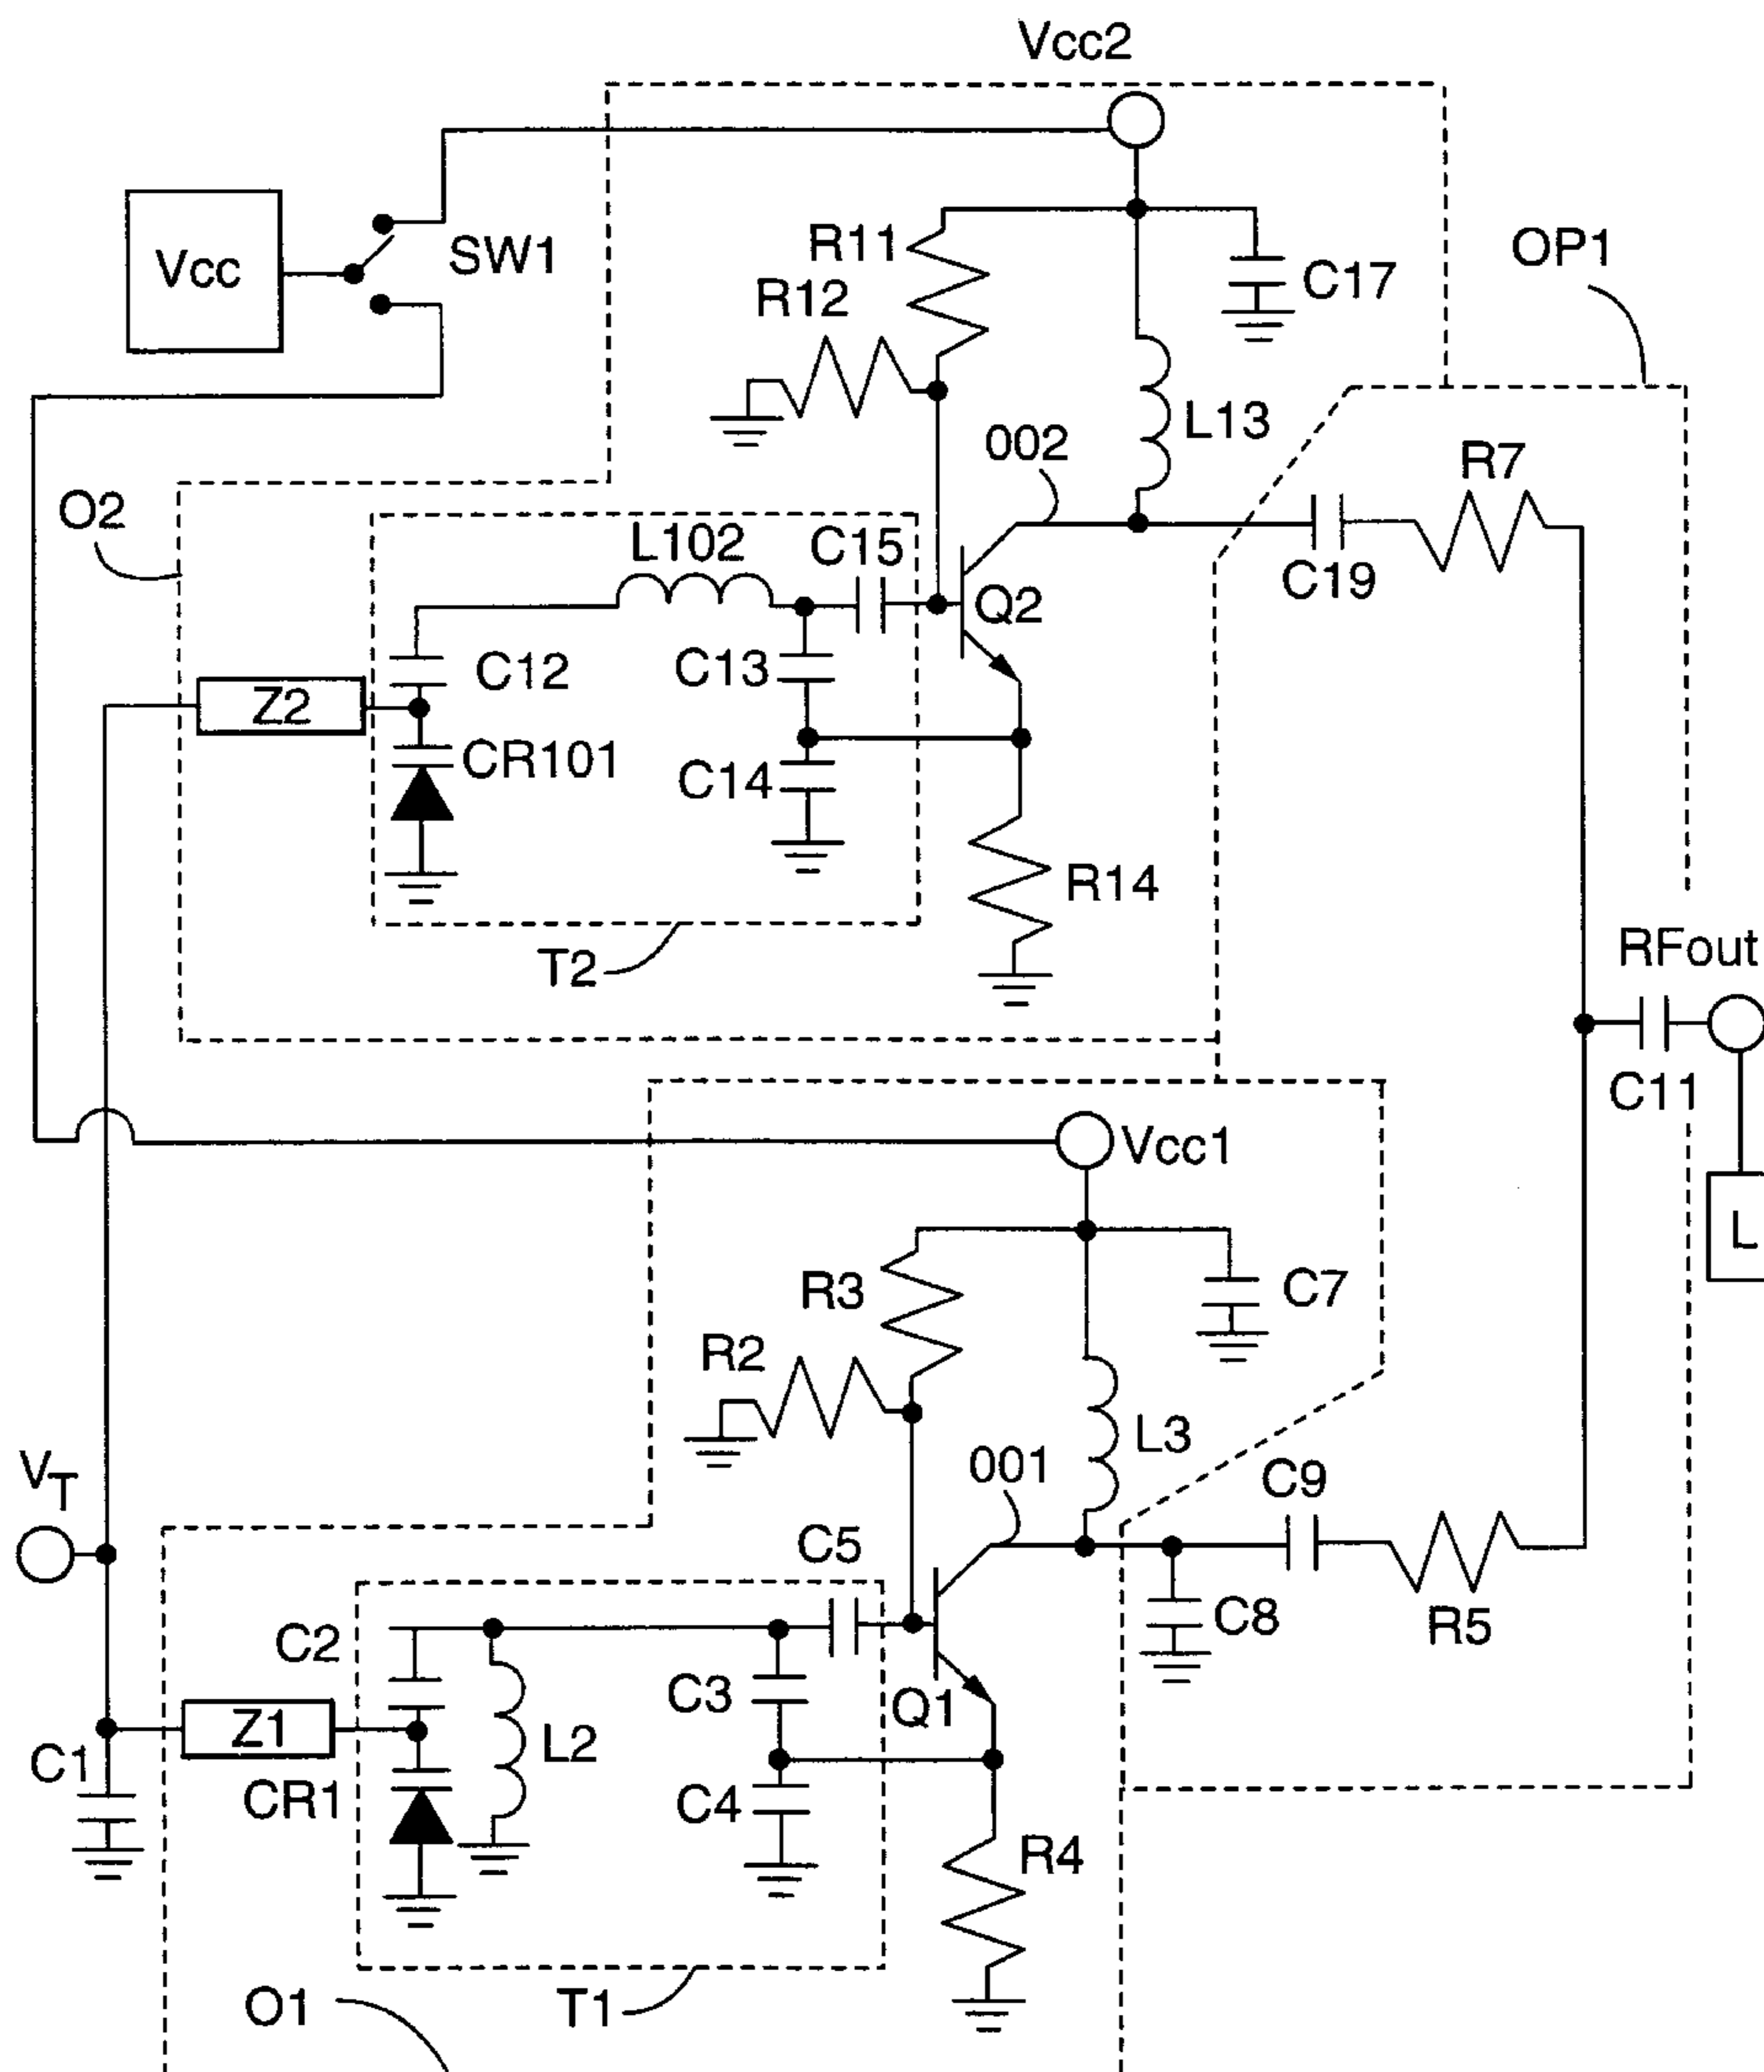 Vcc2
Vcc
SW1
R11
C17
OP1
R12
L13
002
R7
O2
L102
C15
C19
Q2
C12
C13
Z2
CR101
C14
R14
T2
RFout
C11
Vcc1
L
R3
C7
R2
L3
VT
001
C9
C5
C2
C8
R5
C3
Q1
Z1
L2
C1
CR1
C4
R4
O1
T1